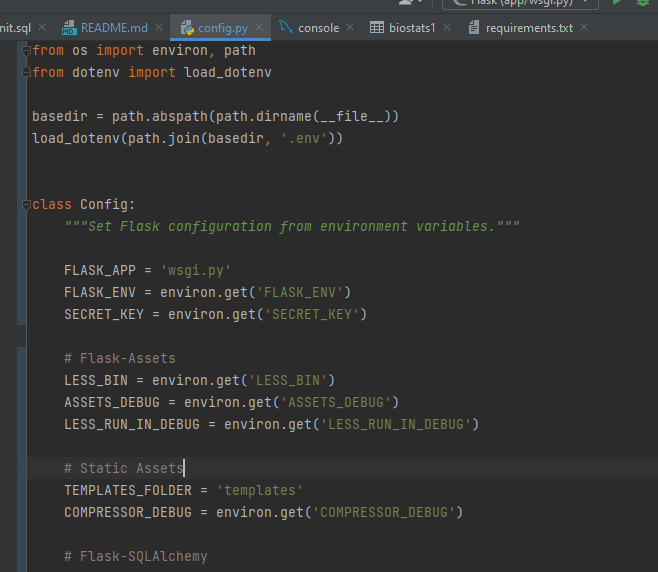 Flask (app/wsgi.py)
nit.sql README.md config.py console biostats1 requirements.txt
from os import environ, path
from dotenv import load_dotenv
basedir = path.abspath(path.dirname(__file__))
load_dotenv(path.join(basedir, '.env'))
class Config:
"""Set Flask configuration from environment variables."""
FLASK_APP = 'wsgi.py'
FLASK_ENV = environ.get('FLASK_ENV')
SECRET_KEY = environ.get('SECRET_KEY')
# Flask-Assets
LESS_BIN = environ.get('LESS_BIN')
ASSETS_DEBUG = environ.get('ASSETS_DEBUG')
LESS_RUN_IN_DEBUG = environ.get('LESS_RUN_IN_DEBUG')
# Static Assets
TEMPLATES_FOLDER = 'templates'
COMPRESSOR_DEBUG = environ.get('COMPRESSOR_DEBUG')
# Flask-SQLAlchemy